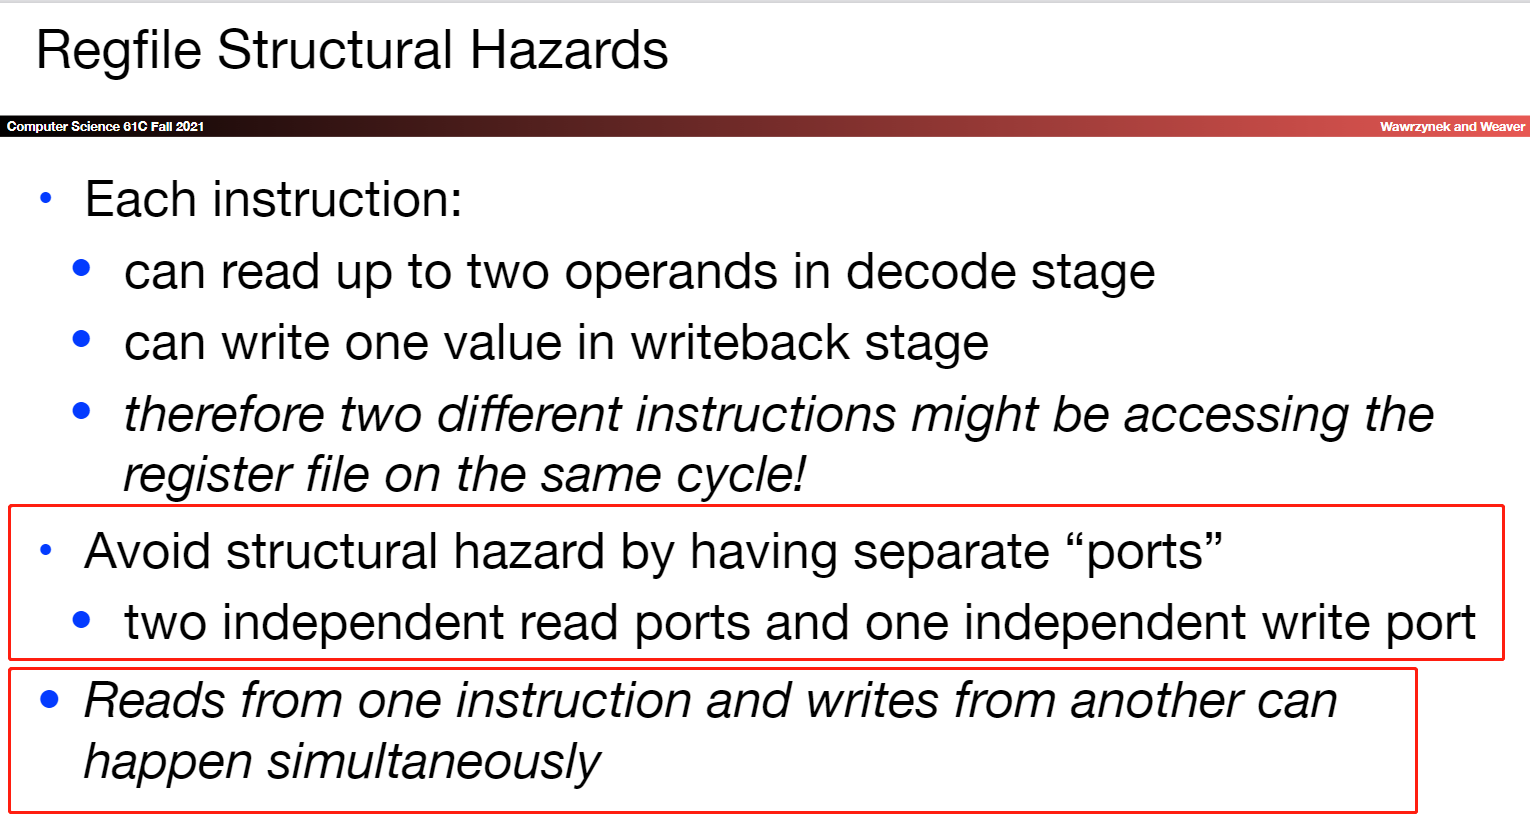 Regfile Structural Hazards
Computer Science 61C Fall 2021
Wawrzynek and Weaver
• Each instruction:
• can read up to two operands in decode stage
• can write one value in writeback stage
• therefore two different instructions might be accessing the
register file on the same cycle!
• Avoid structural hazard by having separate “ports”
• two independent read ports and one independent write port
• Reads from one instruction and writes from another can
happen simultaneously